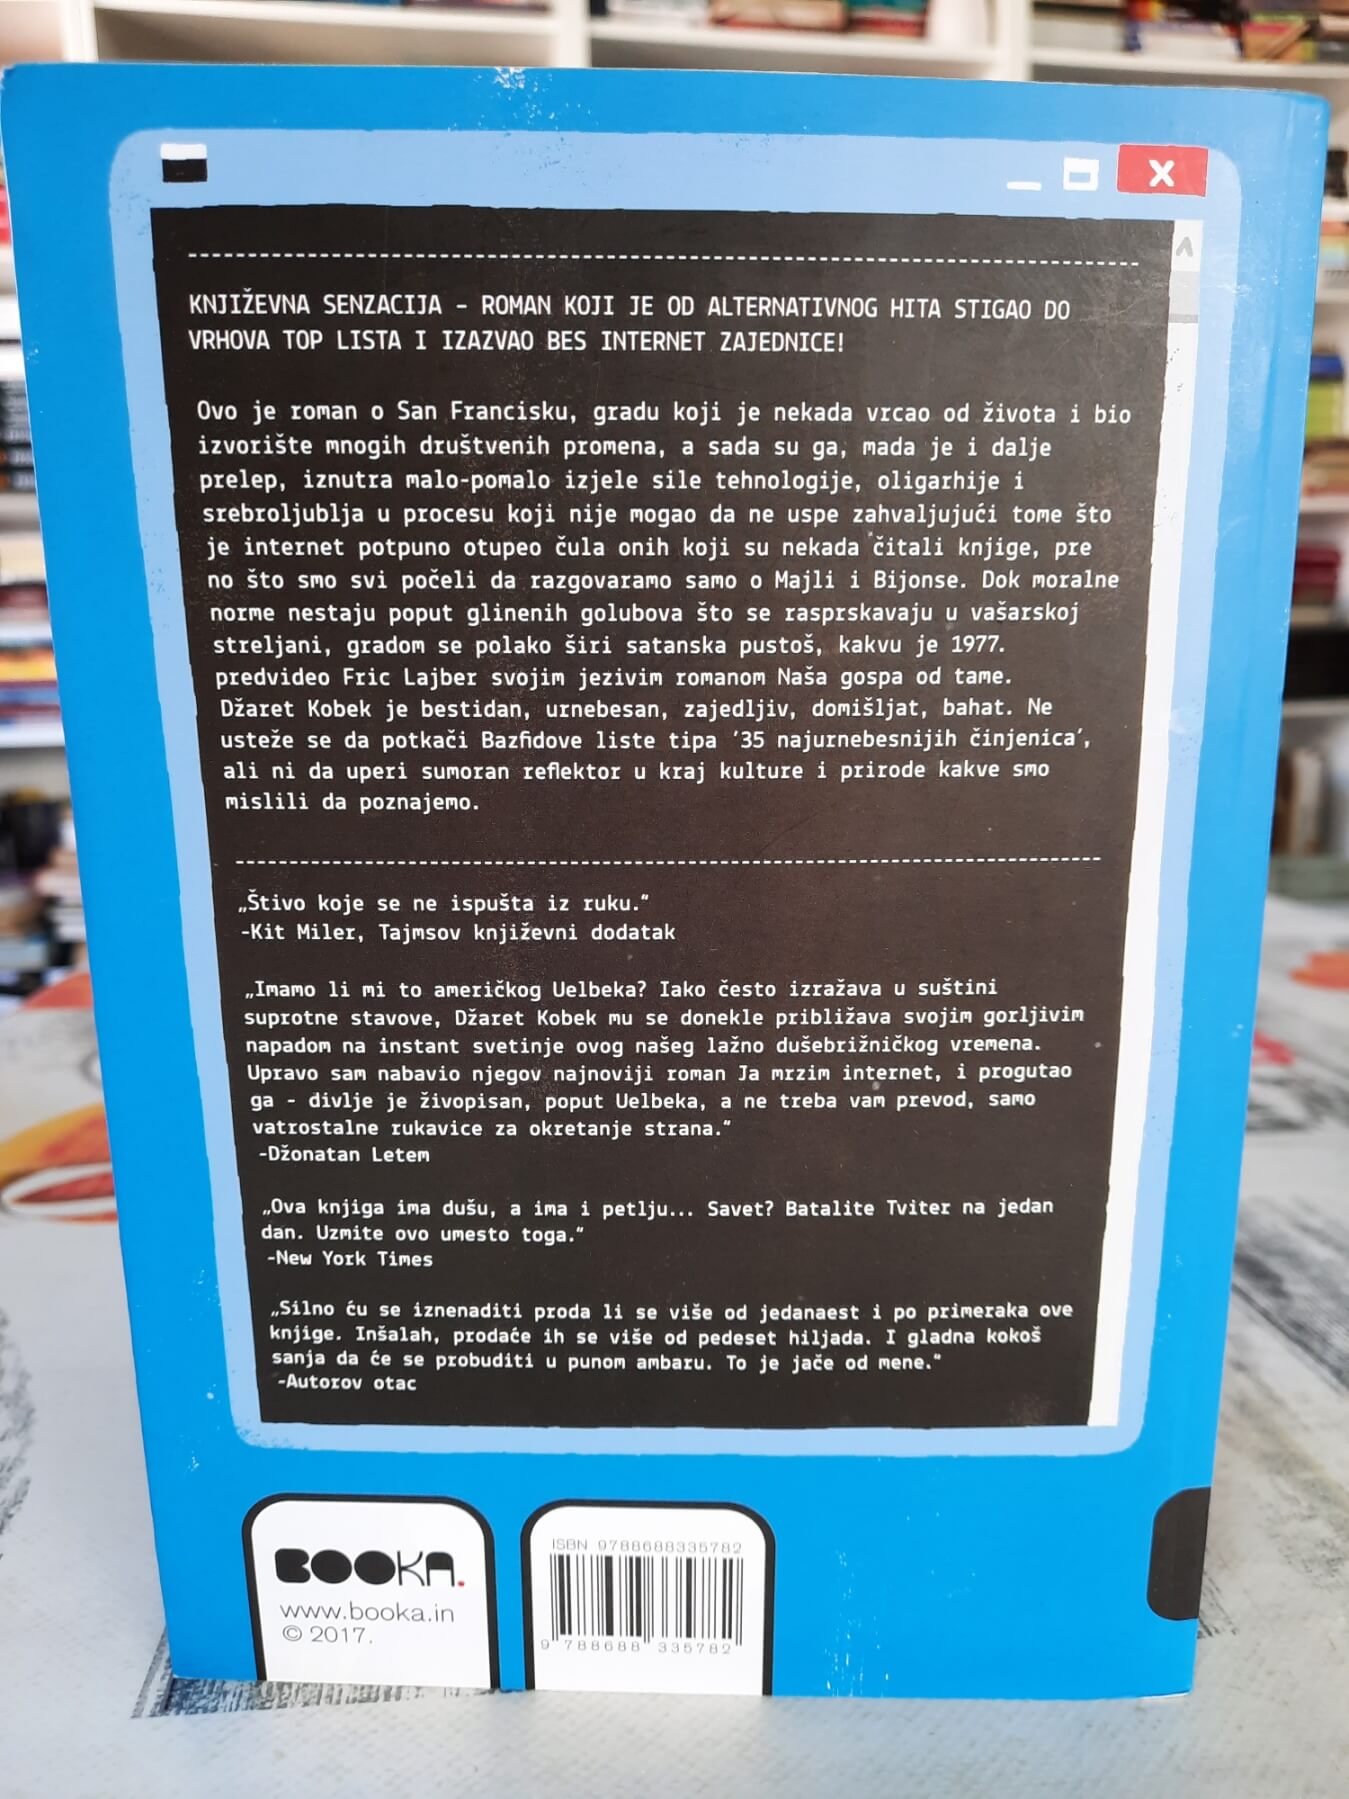 KNJIŽEVNA SENZACIJA – ROMAN KOJI JE OD ALTERNATIVNOG HITA STIGAO DO
VRHOVA TOP LISTA I IZAZVAO BES INTERNET ZAJEDNICE!
Ovo je roman o San Francisku, gradu koji je nekada vrcao od života i bio
izvorište mnogih društvenih promena, a sada su ga, mada je i dalje
prelep, iznutra malo-pomalo izjele sile tehnologije, oligarhije i
srebroljublja u procesu koji nije mogao da ne uspe zahvaljujući tome što
je internet potpuno otupeo čula onih koji su nekada čitali knjige, pre
no što smo svi počeli da razgovaramo samo o Majli i Bijonse. Dok moralne
norme nestaju poput glinenih golubova što se rasprskavaju u vašarskoj
streljani, gradom se polako širi satanska pustoš, kakvu je 1977.
predvideo Fric Lajber svojim jezivim romanom Naša gospa od tame.
Džaret Kobek je bestidan, urnebesan, zajedljiv, domišljat, bahat. Ne
usteže se da potkači Bazfidove liste tipa ’35 najurnebesnijih činjenica’,
ali ni da uperi sumoran reflektor u kraj kulture i prirode kakve smo
mislili da poznajemo.
„Štivo koje se ne ispušta iz ruku.“
-Kit Miler, Tajmsov književni dodatak
„Imamo li mi to američkog Uelbeka? Iako često izražava u suštini
suprotne stavove, Džaret Kobek mu se donekle približava svojim gorljivim
napadom na instant svetinje ovog našeg lažno dušebrižničkog vremena.
Upravo sam nabavio njegov najnoviji roman Ja mrzim internet, i progutao
ga – divlje je živopisan, poput Uelbeka, a ne treba vam prevod, samo
vatrostalne rukavice za okretanje strana.“
-Džonatan Letem
„Ova knjiga ima dušu, a ima i petlju... Savet? Batalite Tviter na jedan
dan. Uzmite ovo umesto toga.“
-New York Times
„Silno ću se iznenaditi proda li se više od jedanaest i po primeraka ove
knjige. Inšalah, prodaće ih se više od pedeset hiljada. I gladna kokoš
sanja da će se probuditi u punom ambaru. To je jače od mene.“
-Autorov otac
BOOKA.
www.booka.in
© 2017.
ISBN 9788688335782
9 788688 335782